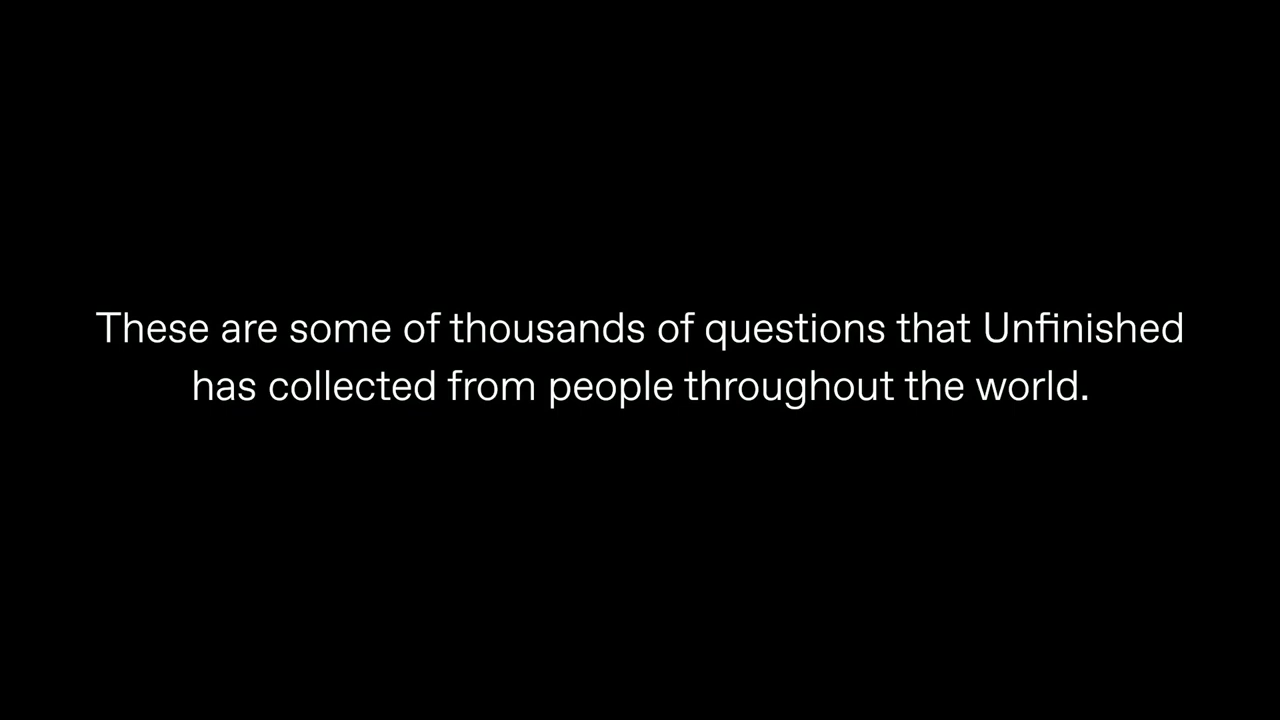 These are some of thousands of questions that Unfinished
has collected from people throughout the world.